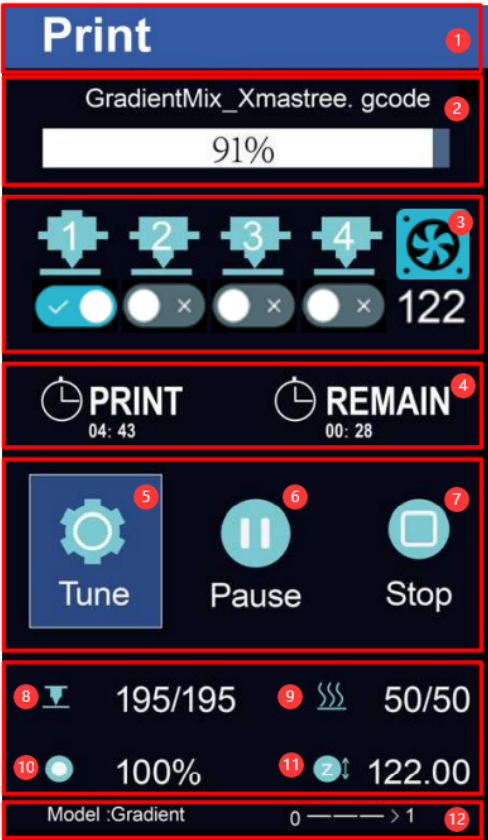 Print
1
GradientMix_Xmastree. gcode
2
91%
1 2 3 4
3
122
PRINT REMAIN
4
04: 43 00: 28
5 6 7
Tune Pause Stop
8 195/195 9 50/50
10 100% 11 Z 122.00
Model :Gradient 0 ———> 1 12